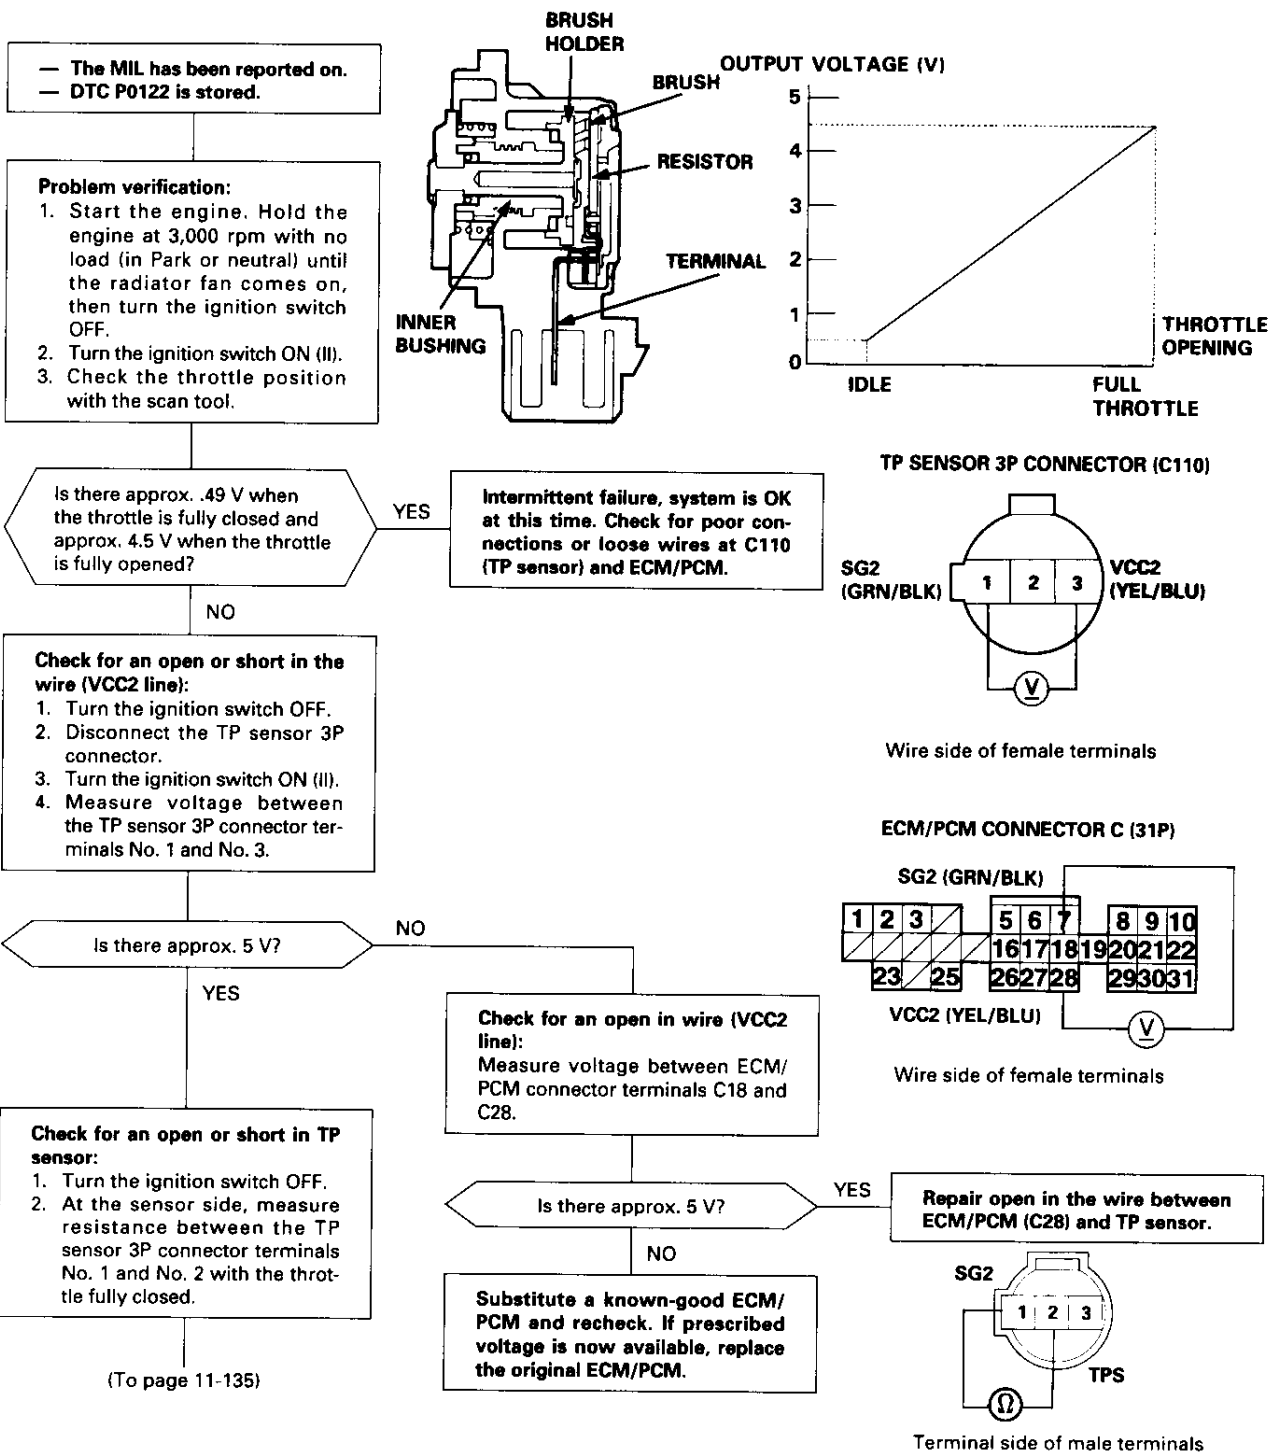 — The MIL has been reported on.
— DTC P0122 is stored.
Problem verification:
1. Start the engine. Hold the
engine at 3,000 rpm with no
load (in Park or neutral) until
the radiator fan comes on,
then turn the ignition switch
OFF.
2. Turn the ignition switch ON (II).
3. Check the throttle position
with the scan tool.
BRUSH
HOLDER
BRUSH
RESISTOR
TERMINAL
INNER
BUSHING
OUTPUT VOLTAGE (V)
5
4
3
2
1
0
IDLE
FULL
THROTTLE
THROTTLE
OPENING
Is there approx. .49 V when
the throttle is fully closed and
approx. 4.5 V when the throttle
is fully opened?
YES
Intermittent failure, system is OK
at this time. Check for poor con-
nections or loose wires at C110
(TP sensor) and ECM/PCM.
NO
TP SENSOR 3P CONNECTOR (C110)
SG2
(GRN/BLK)
1 2 3
VCC2
(YEL/BLU)
V
Wire side of female terminals
Check for an open or short in the
wire (VCC2 line):
1. Turn the ignition switch OFF.
2. Disconnect the TP sensor 3P
connector.
3. Turn the ignition switch ON (II).
4. Measure voltage between
the TP sensor 3P connector ter-
minals No. 1 and No. 3.
Is there approx. 5 V?
NO
YES
ECM/PCM CONNECTOR C (31P)
SG2 (GRN/BLK)
1 2 3 5 6 7 8 9 10
16 17 18 19 20 21 22
23 25 26 27 28 29 30 31
VCC2 (YEL/BLU)
V
Wire side of female terminals
Check for an open in wire (VCC2
line):
Measure voltage between ECM/
PCM connector terminals C18 and
C28.
Check for an open or short in TP
sensor:
1. Turn the ignition switch OFF.
2. At the sensor side, measure
resistance between the TP
sensor 3P connector terminals
No. 1 and No. 2 with the throt-
tle fully closed.
(To page 11-135)
Is there approx. 5 V?
YES
Repair open in the wire between
ECM/PCM (C28) and TP sensor.
NO
Substitute a known-good ECM/
PCM and recheck. If prescribed
voltage is now available, replace
the original ECM/PCM.
SG2
1 2 3
TPS
Ω
Terminal side of male terminals